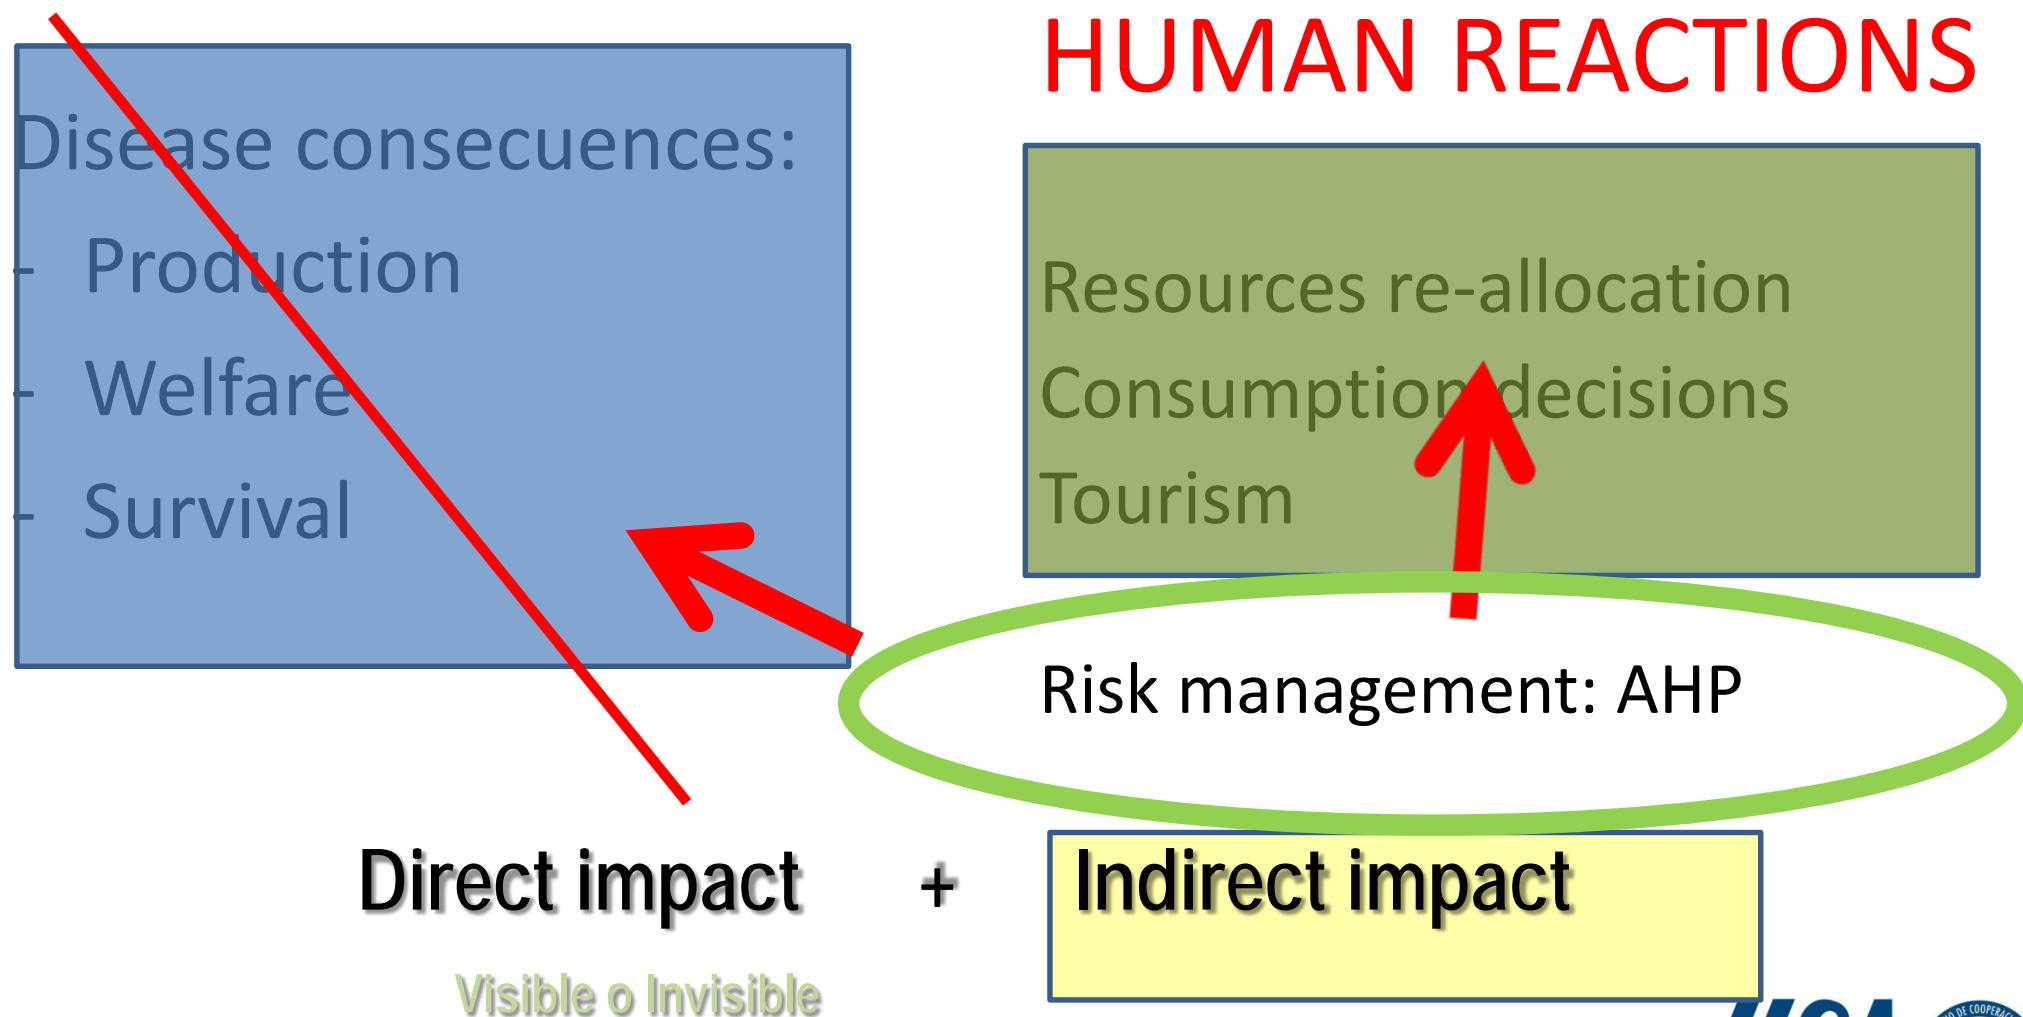 HUMAN REACTIONS
Disease consecuences:
- Production
- Welfare
- Survival
Resources re-allocation
Consumption decisions
Tourism
Risk management: AHP
Direct impact + Indirect impact
Visible o Invisible